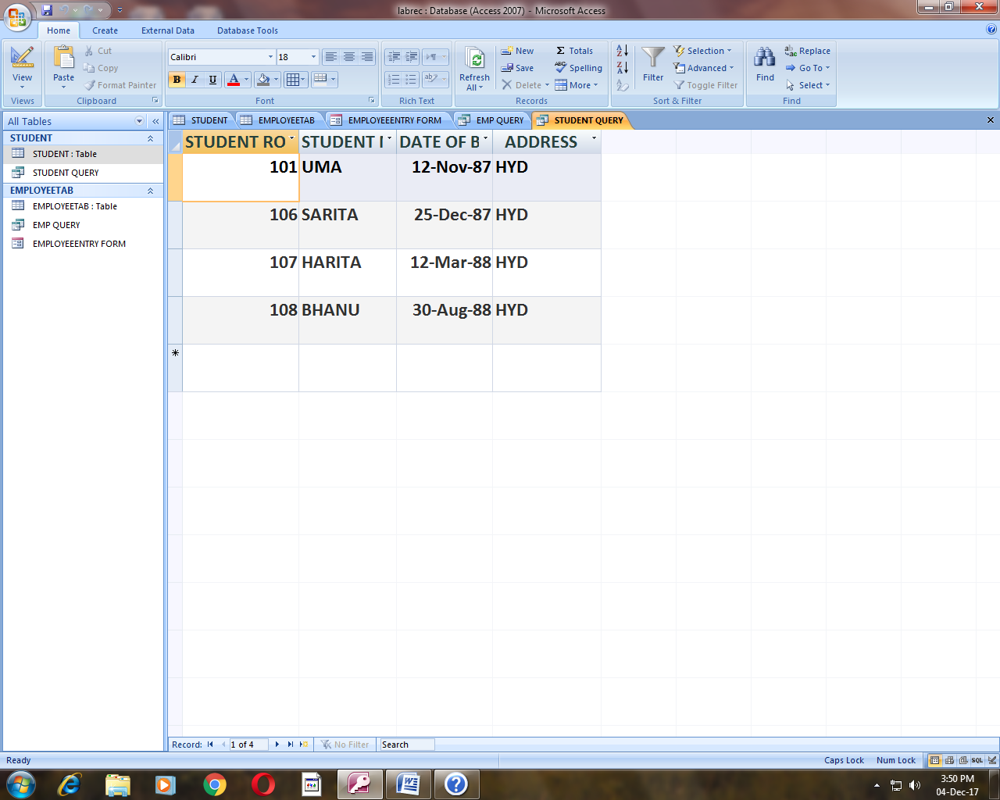 labrec : Database (Access 2007) - Microsoft Access
Home Create External Data Database Tools
View
Views
Paste
Cut
Copy
Format Painter
Clipboard
Calibri 18
B I U A
Font
Rich Text
Refresh All
New
Save
Delete
Σ Totals
Spelling
More
Records
Filter
Selection
Advanced
Toggle Filter
Sort & Filter
Find
Replace
Go To
Select
Find
All Tables
STUDENT
STUDENT : Table
STUDENT QUERY
EMPLOYEETAB
EMPLOYEETAB : Table
EMP QUERY
EMPLOYEEENTRY FORM
STUDENT EMPLOYEETAB EMPLOYEEENTRY FORM EMP QUERY STUDENT QUERY
STUDENT RO STUDENT DATE OF B ADDRESS
101 UMA 12-Nov-87 HYD
106 SARITA 25-Dec-87 HYD
107 HARITA 12-Mar-88 HYD
108 BHANU 30-Aug-88 HYD
Record: 1 of 4 No Filter Search
Ready Caps Lock Num Lock SQL
3:50 PM
04-Dec-17